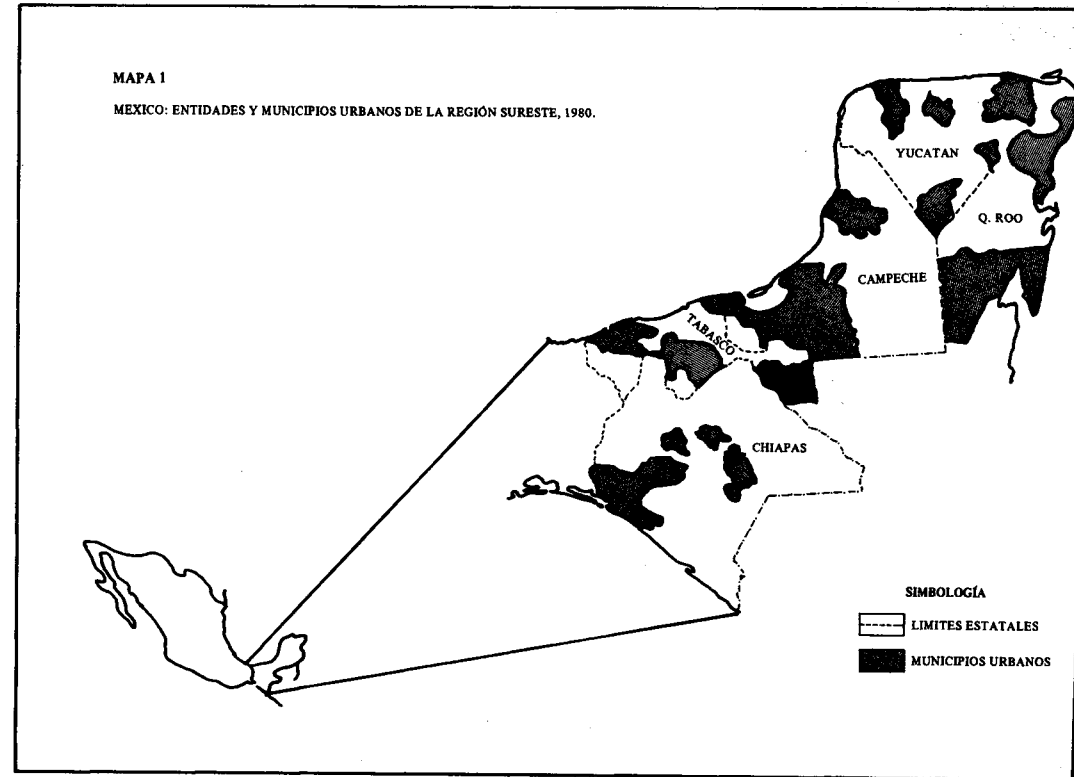 MAPA 1
MEXICO: ENTIDADES Y MUNICIPIOS URBANOS DE LA REGIÓN SURESTE, 1980.
YUCATAN
Q. ROO
CAMPECHE
TABASCO
CHIAPAS
SIMBOLOGÍA
LIMITES ESTATALES
MUNICIPIOS URBANOS